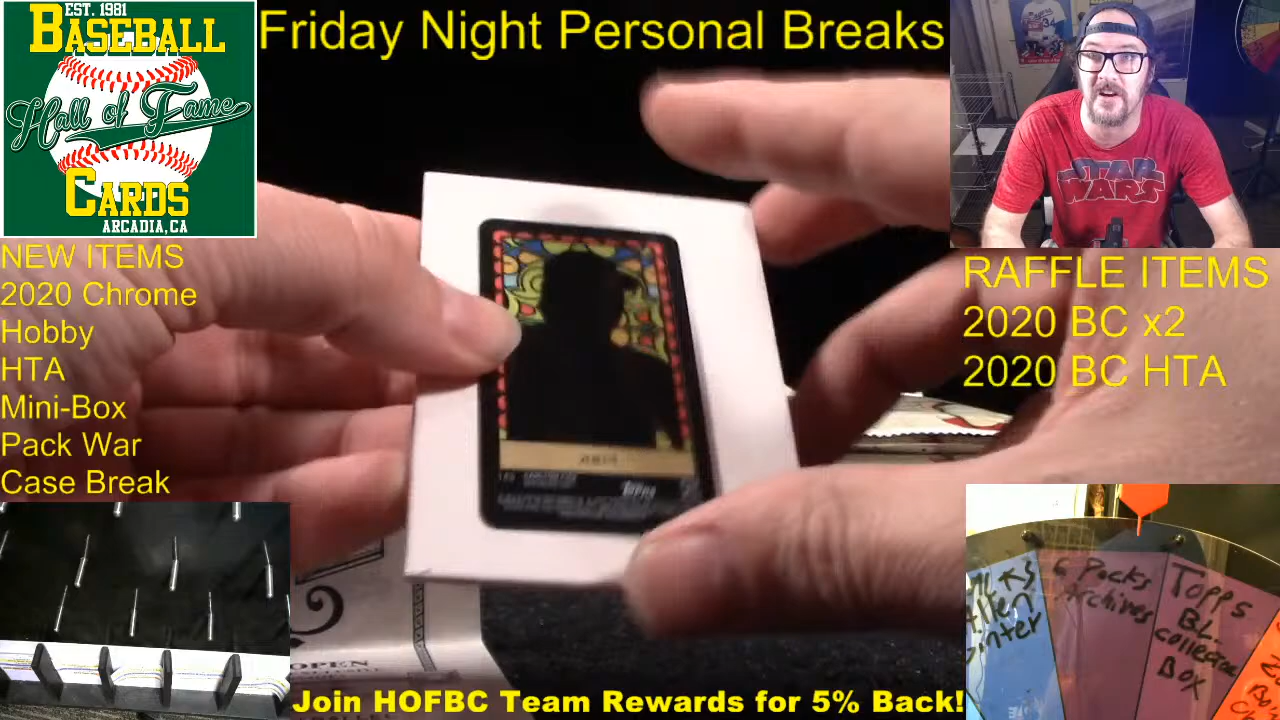 EST. 1981
BASEBALL
Hall of Fame
CARDS
ARCADIA, CA
Friday Night Personal Breaks
NEW ITEMS
2020 Chrome
Hobby
HTA
Mini-Box
Pack War
Case Break
RAFFLE ITEMS
2020 BC x2
2020 BC HTA
STAR
WARS
topps
OPEN
6 Packs
Archives
Topps
BL.
collector
BOX
Join HOFBC Team Rewards for 5% Back!